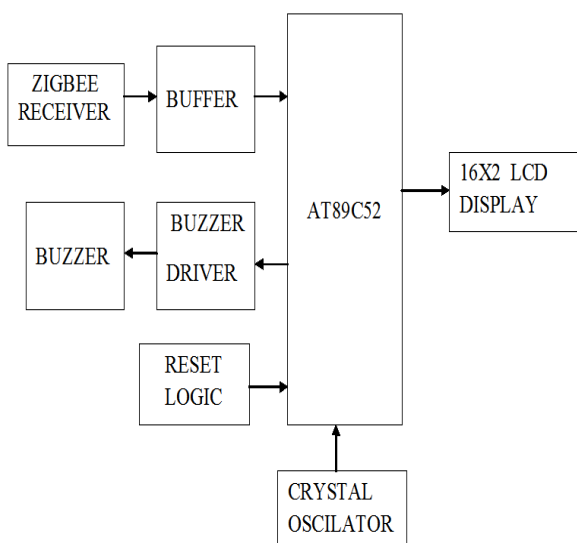 ZIGBEE
RECEIVER
BUFFER
AT89C52
16X2 LCD
DISPLAY
BUZZER
BUZZER
DRIVER
RESET
LOGIC
CRYSTAL
OSCILATOR